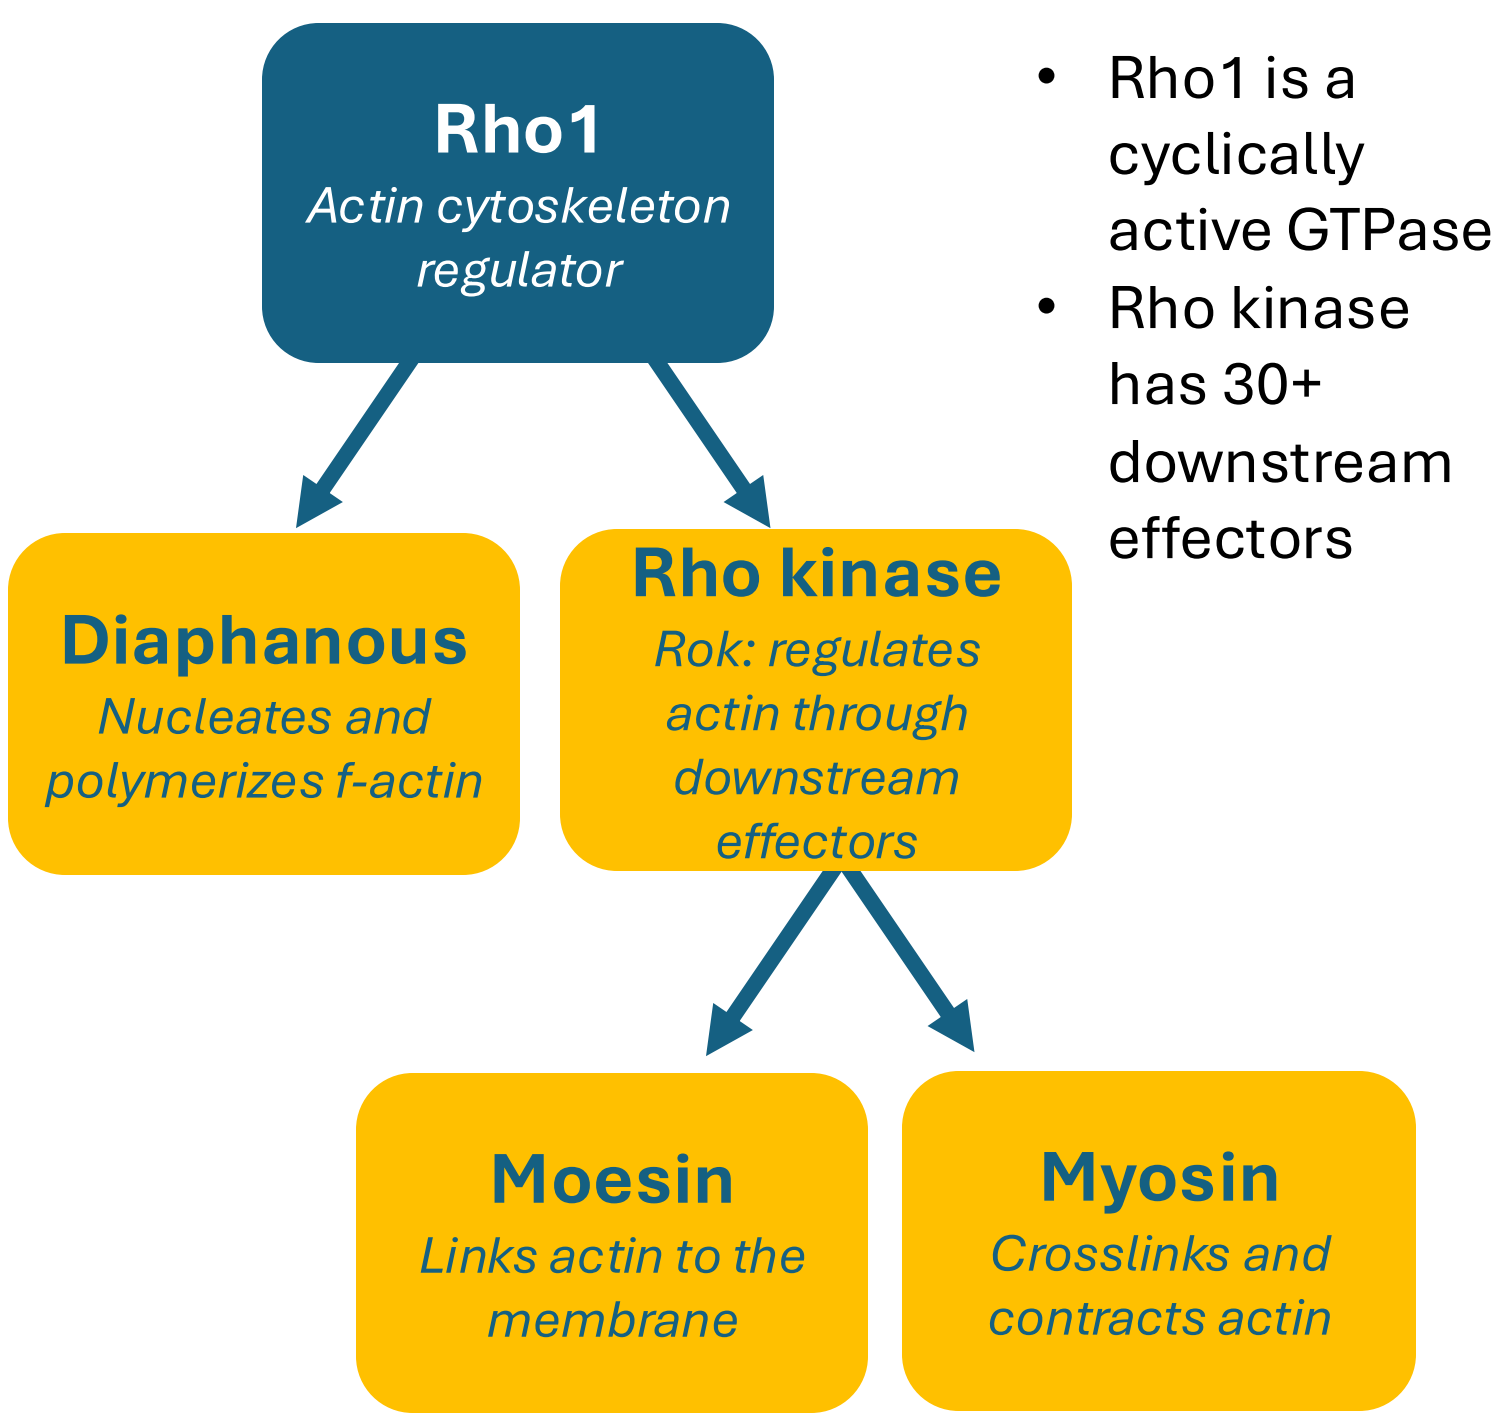 Rho1
Actin cytoskeleton
regulator
• Rho1 is a
cyclically
active GTPase
• Rho kinase
has 30+
downstream
effectors
Diaphanous
Nucleates and
polymerizes f-actin
Rho kinase
Rok: regulates
actin through
downstream
effectors
Moesin
Links actin to the
membrane
Myosin
Crosslinks and
contracts actin